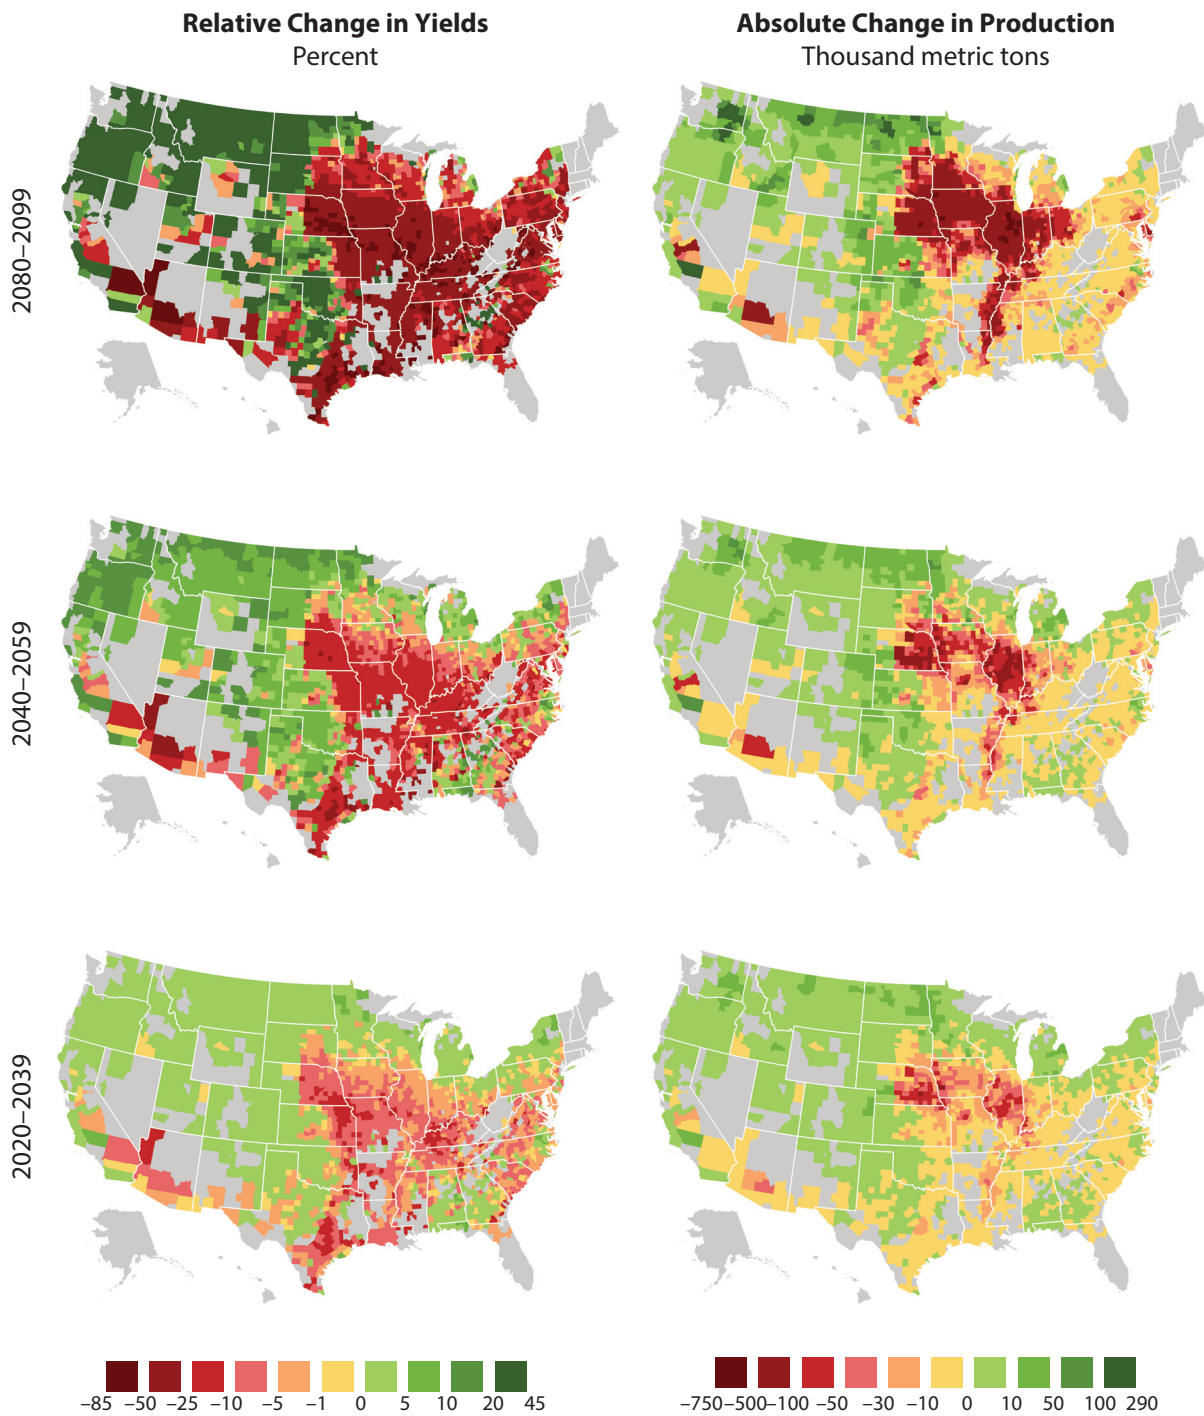 Relative Change in Yields
Percent
Absolute Change in Production
Thousand metric tons
2080–2099
2040–2059
2020–2039
–85 –50 –25 –10 –5 –1 0 5 10 20 45
–750 –500 –100 –50 –30 –10 0 10 50 100 290